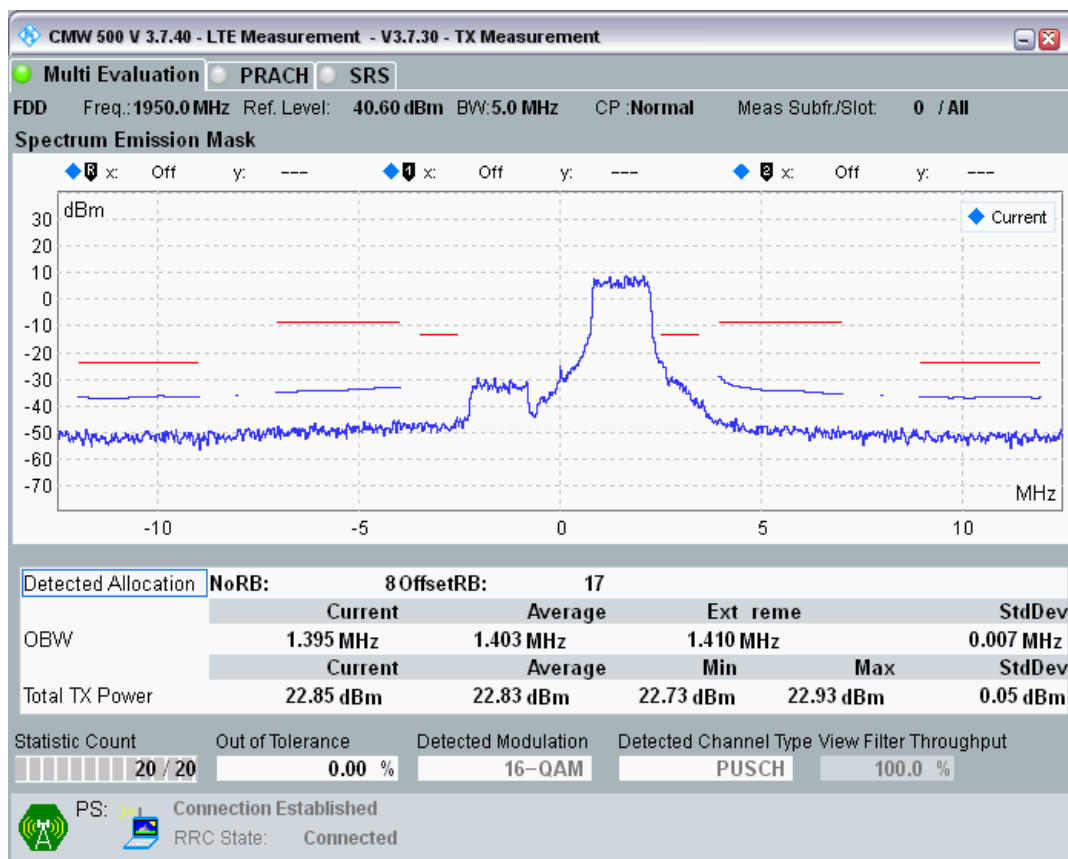 CMW 500 V 3.7.40 - LTE Measurement - V3.7.30 - TX Measurement
Multi Evaluation PRACH SRS
FDD Freq.: 1950.0 MHz Ref. Level: 40.60 dBm BW: 5.0 MHz CP : Normal Meas Subfr./Slot: 0 / All
Spectrum Emission Mask
R x: Off y: --- 1 x: Off y: --- 2 x: Off y: ---
dBm
Current
30
20
10
0
-10
-20
-30
-40
-50
-60
-70
MHz
-10 -5 0 5 10
Detected Allocation NoRB: 8 OffsetRB: 17
Current Average Ext reme StdDev
OBW 1.395 MHz 1.403 MHz 1.410 MHz 0.007 MHz
Current Average Min Max StdDev
Total TX Power 22.85 dBm 22.83 dBm 22.73 dBm 22.93 dBm 0.05 dBm
Statistic Count Out of Tolerance Detected Modulation Detected Channel Type View Filter Throughput
20 / 20 0.00 % 16-QAM PUSCH 100.0 %
PS: Connection Established
RRC State: Connected